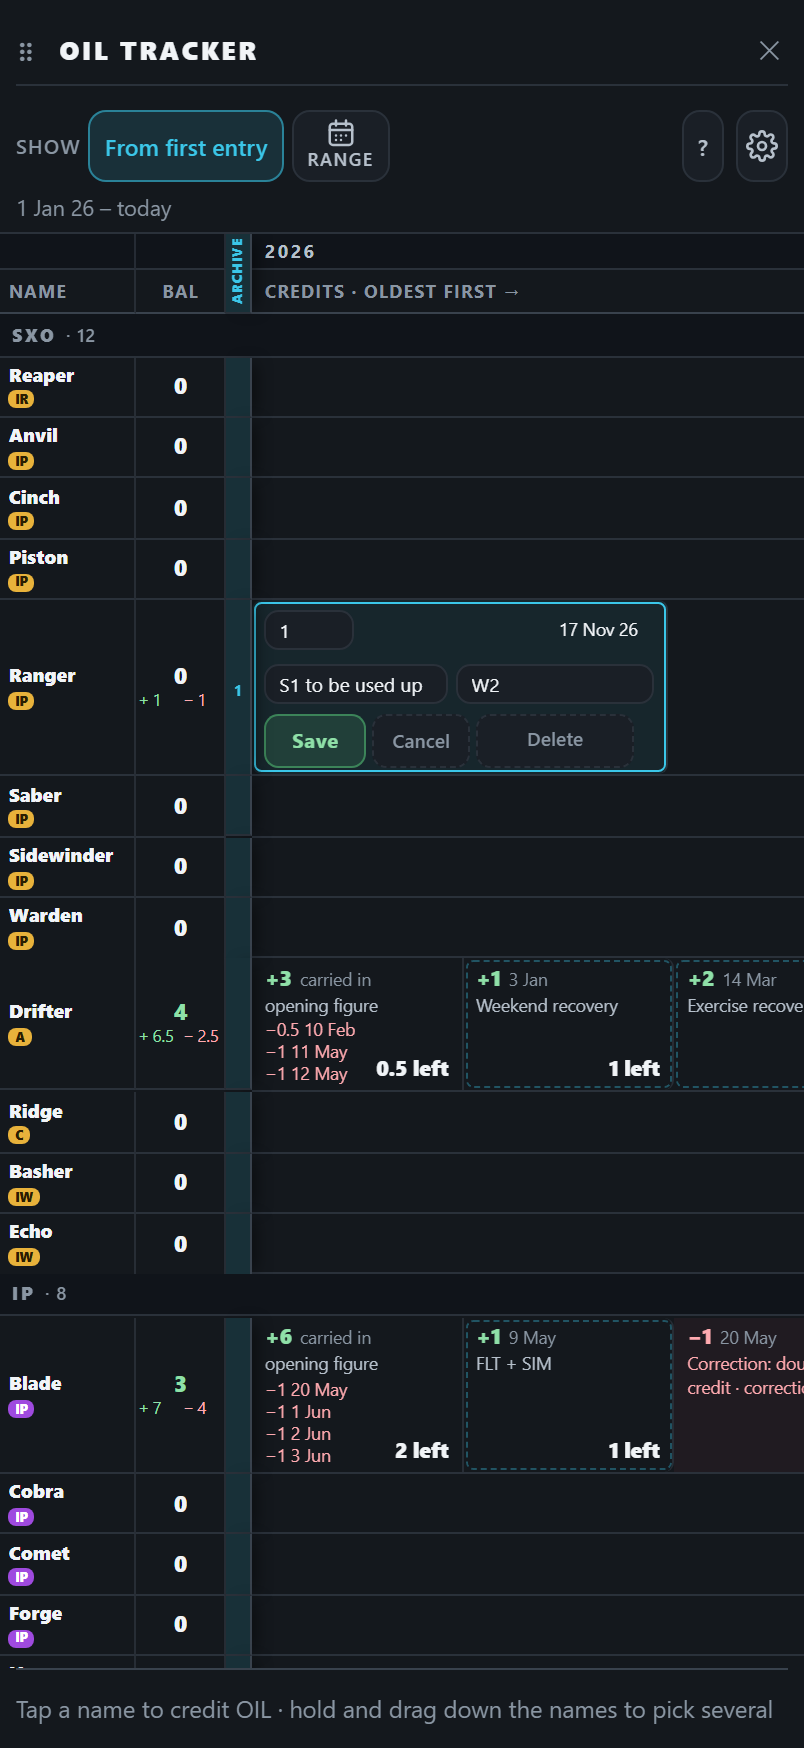 OIL TRACKER
SHOW From first entry RANGE ?
1 Jan 26 – today
ARCHIVE
2026
NAME BAL CREDITS · OLDEST FIRST →
SXO · 12
Reaper
IR
0
Anvil
IP
0
Cinch
IP
0
Piston
IP
0
Ranger
IP
0
+ 1 − 1
1
1 17 Nov 26
S1 to be used up W2
Save Cancel Delete
Saber
IP
0
Sidewinder
IP
0
Warden
IP
0
Drifter
A
4
+ 6.5 − 2.5
+3 carried in
opening figure
−0.5 10 Feb
−1 11 May
−1 12 May
0.5 left
+1 3 Jan
Weekend recovery
1 left
+2 14 Mar
Exercise recove
Ridge
C
0
Basher
IW
0
Echo
IW
0
IP · 8
Blade
IP
3
+ 7 − 4
+6 carried in
opening figure
−1 20 May
−1 1 Jun
−1 2 Jun
−1 3 Jun
2 left
+1 9 May
FLT + SIM
1 left
−1 20 May
Correction: dou
credit · correcti
Cobra
IP
0
Comet
IP
0
Forge
IP
0
Tap a name to credit OIL · hold and drag down the names to pick several